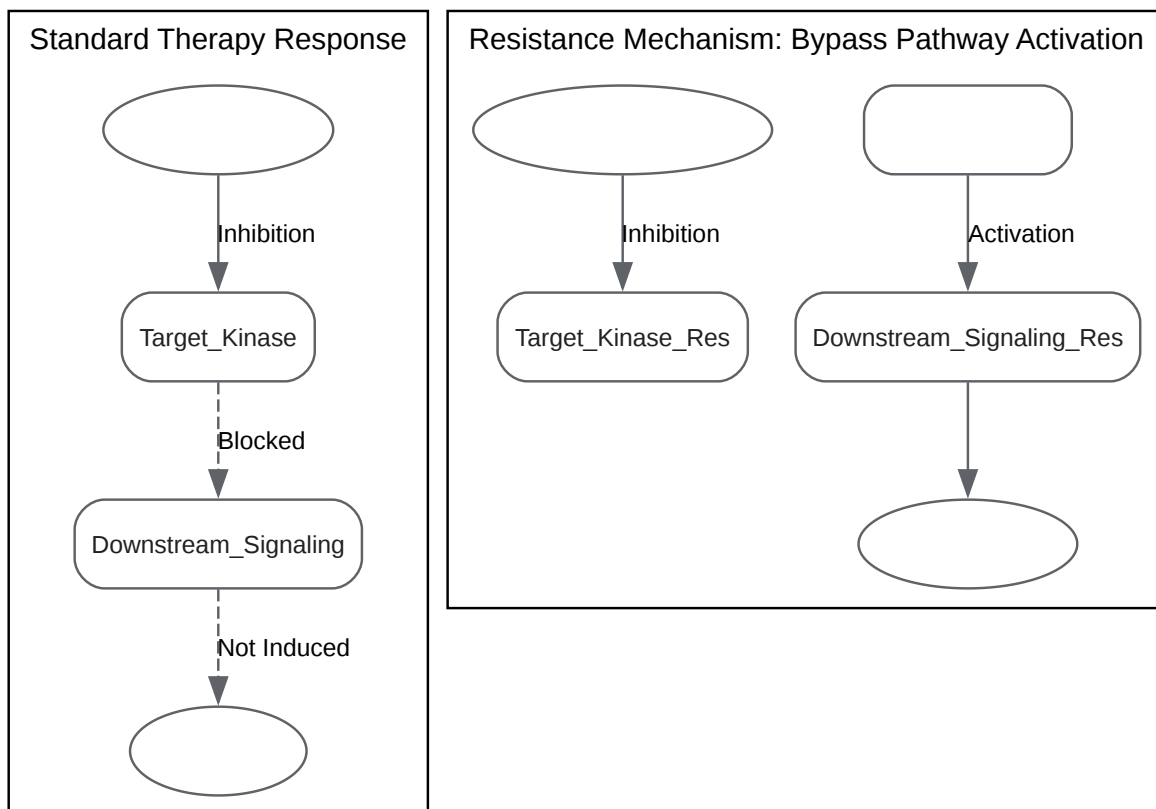 Standard Therapy Response
Inhibition
Target_Kinase
Blocked
Downstream_Signaling
Not Induced
Resistance Mechanism: Bypass Pathway Activation
Inhibition
Activation
Target_Kinase_Res
Downstream_Signaling_Res